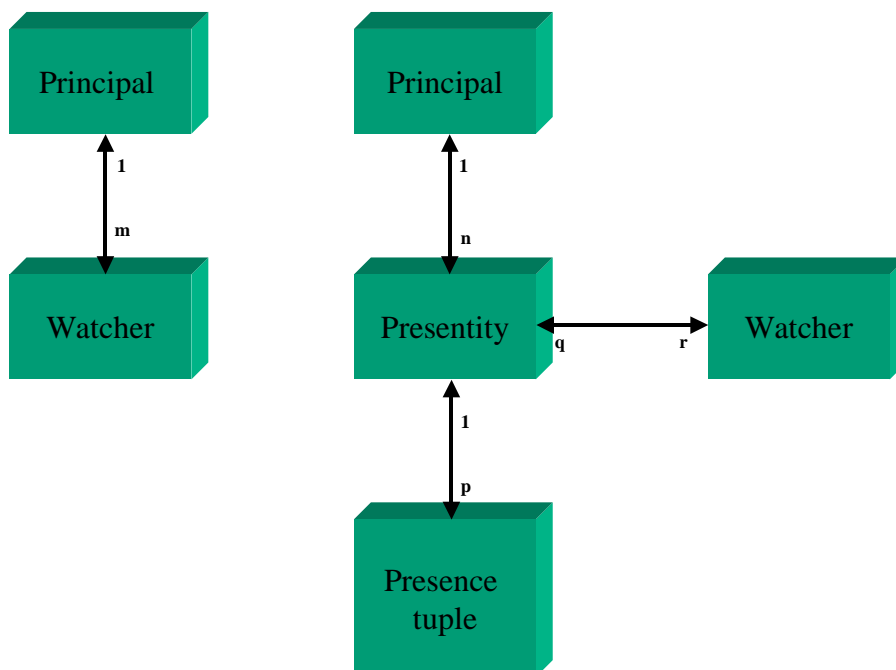 Principal
Principal
1
1
m
n
Watcher
Presentity
q
r
Watcher
1
p
Presence
tuple